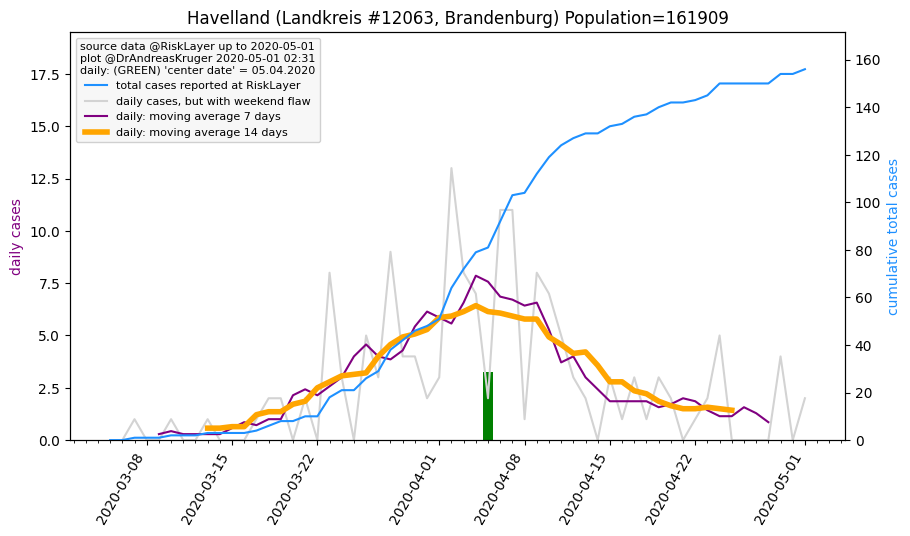 Havelland (Landkreis #12063, Brandenburg) Population=161909
source data @RiskLayer up to 2020-05-01
plot @DrAndreasKruger 2020-05-01 02:31
daily: (GREEN) 'center date' = 05.04.2020
total cases reported at RiskLayer
daily cases, but with weekend flaw
daily: moving average 7 days
daily: moving average 14 days
daily cases
17.5
15.0
12.5
10.0
7.5
5.0
2.5
0.0
160
140
120
100
80
60
40
20
0
cumulative total cases
2020-03-08
2020-03-15
2020-03-22
2020-04-01
2020-04-08
2020-04-15
2020-04-22
2020-05-01